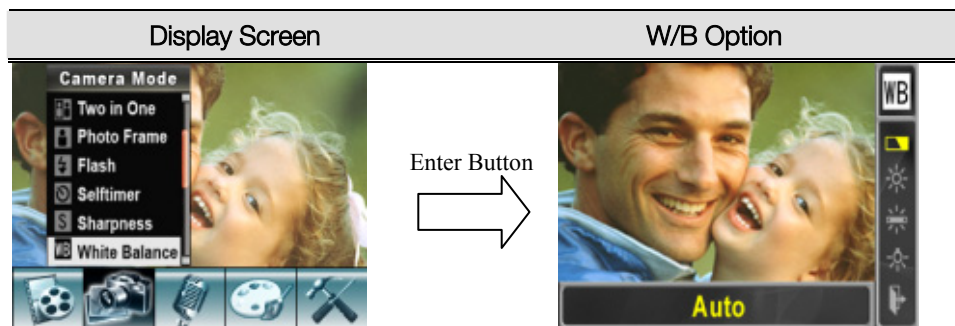 Display Screen
W/B Option
Camera Mode
Two in One
Photo Frame
Flash
Selftimer
S Sharpness
WB White Balance
Enter Button
WB
Auto